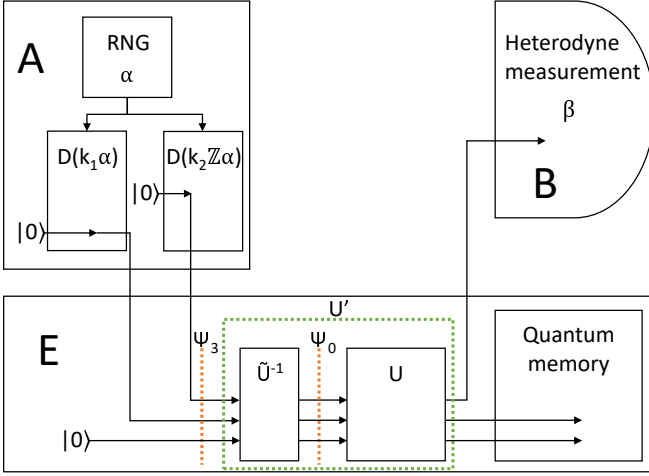 A
RNG
α
D(k₁α)
D(k₂ℤα)
|0⟩
|0⟩
Heterodyne
measurement
β
B
E
U'
Ψ₃
Ψ₀
Ũ⁻¹
U
|0⟩
Quantum
memory